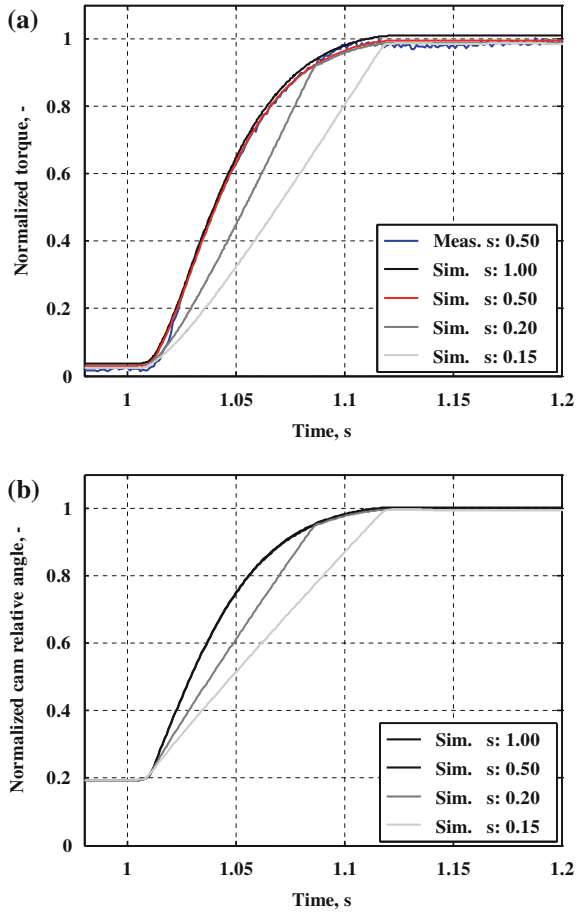 (a)
Normalized torque, -
1
0.8
0.6
0.4
0.2
0
Meas. s: 0.50
Sim. s: 1.00
Sim. s: 0.50
Sim. s: 0.20
Sim. s: 0.15
1 1.05 1.1 1.15 1.2
Time, s
(b)
Normalized cam relative angle, -
1
0.8
0.6
0.4
0.2
0
Sim. s: 1.00
Sim. s: 0.50
Sim. s: 0.20
Sim. s: 0.15
1 1.05 1.1 1.15 1.2
Time, s